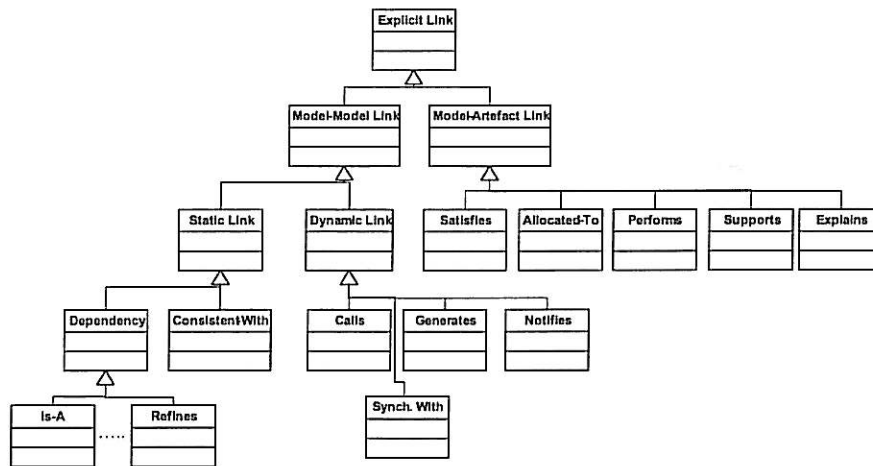 Explicit Link
Model-Model Link
Model-Artefact Link
Static Link
Dynamic Link
Satisfies
Allocated-To
Performs
Supports
Explains
Dependency
Consistent-With
Calls
Generates
Notifies
Is-A
.....
Refines
Synch. With